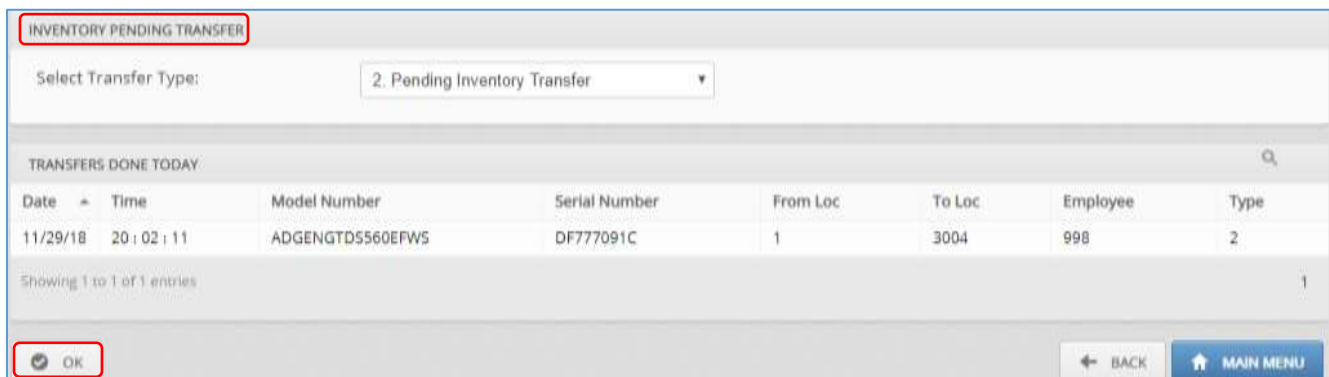 INVENTORY PENDING TRANSFER
Select Transfer Type: 2. Pending Inventory Transfer
TRANSFERS DONE TODAY
Date Time Model Number Serial Number From Loc To Loc Employee Type
11/29/18 20 : 02 : 11 ADGENGTDS560EFWS DF777091C 1 3004 998 2
Showing 1 to 1 of 1 entries 1
OK BACK MAIN MENU